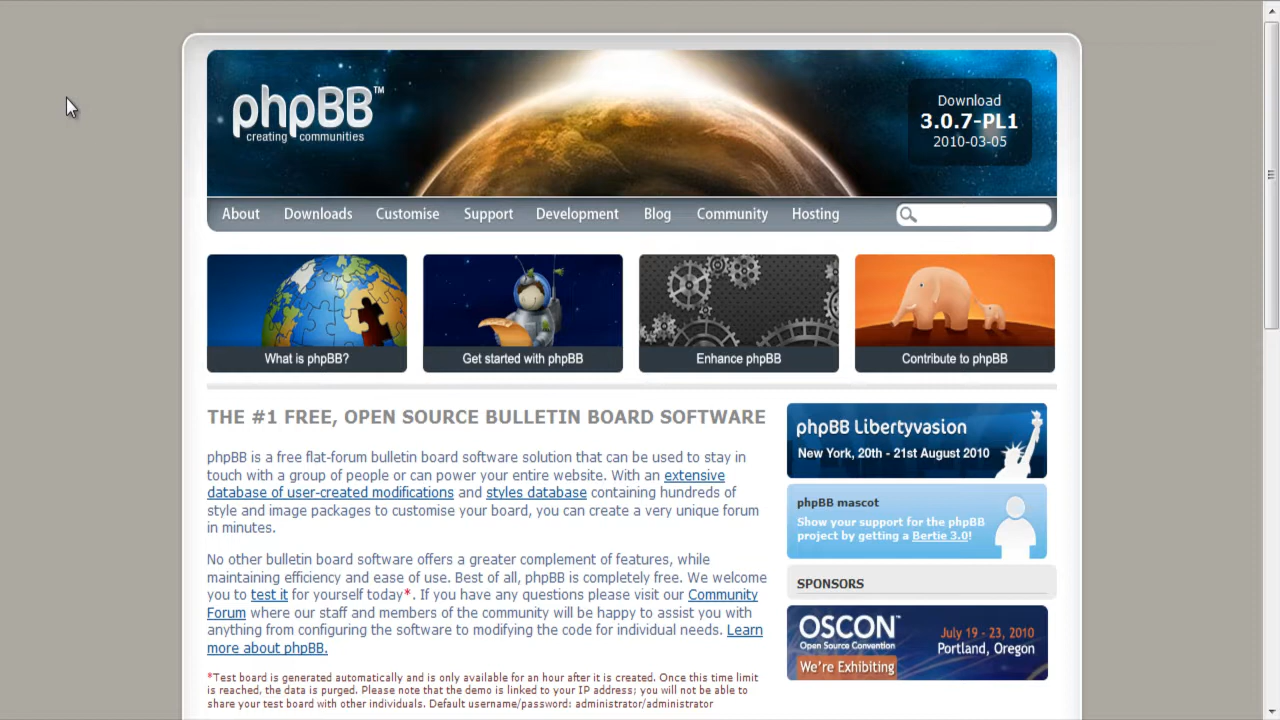 phpBB™
creating communities
Download
3.0.7-PL1
2010-03-05
About Downloads Customise Support Development Blog Community Hosting
What is phpBB?
Get started with phpBB
Enhance phpBB
Contribute to phpBB
THE #1 FREE, OPEN SOURCE BULLETIN BOARD SOFTWARE
phpBB is a free flat-forum bulletin board software solution that can be used to stay in
touch with a group of people or can power your entire website. With an extensive
database of user-created modifications and styles database containing hundreds of
style and image packages to customise your board, you can create a very unique forum
in minutes.
No other bulletin board software offers a greater complement of features, while
maintaining efficiency and ease of use. Best of all, phpBB is completely free. We welcome
you to test it for yourself today*. If you have any questions please visit our Community
Forum where our staff and members of the community will be happy to assist you with
anything from configuring the software to modifying the code for individual needs. Learn
more about phpBB.
*Test board is generated automatically and is only available for an hour after it is created. Once this time limit
is reached, the data is purged. Please note that the demo is linked to your IP address; you will not be able to
share your test board with other individuals. Default username/password: administrator/administrator
phpBB Libertyvasion
New York, 20th - 21st August 2010
phpBB mascot
Show your support for the phpBB
project by getting a Bertie 3.0!
SPONSORS
OSCON™
Open Source Convention
We're Exhibiting
July 19 - 23, 2010
Portland, Oregon